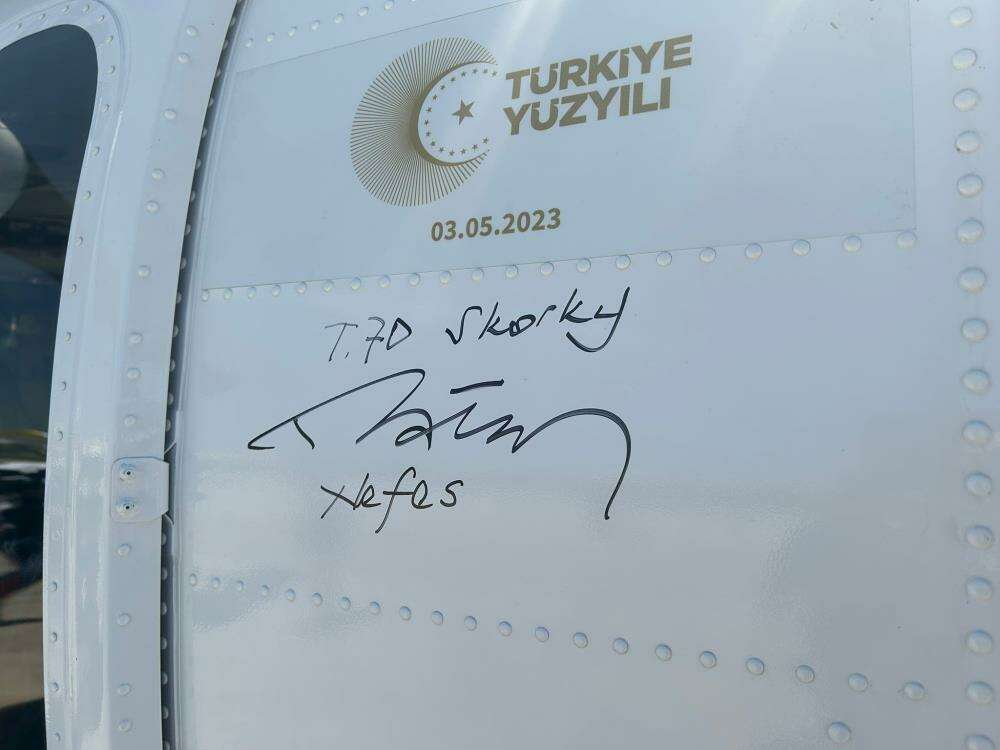 TÜRKİYE
YÜZYILI
03.05.2023
T.70 Skorky
Nefes